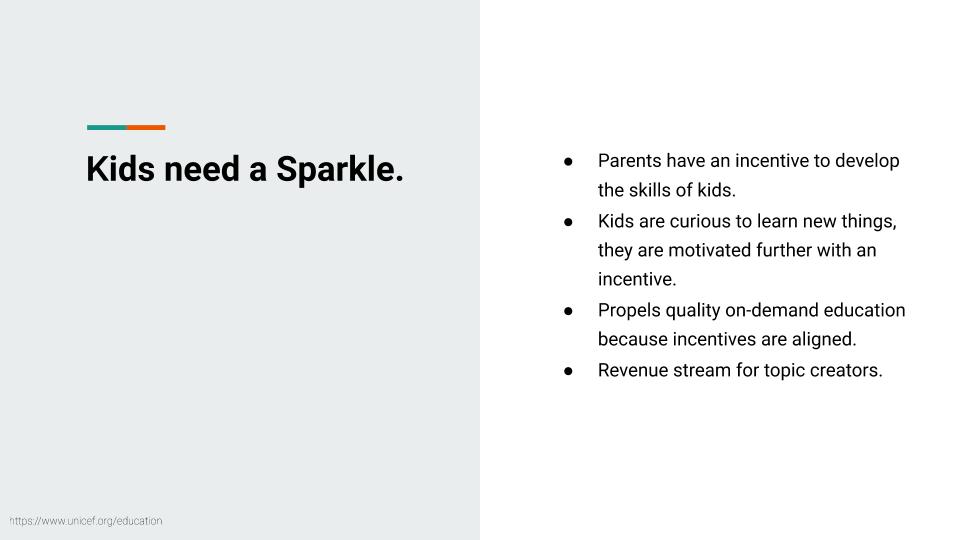 Kids need a Sparkle.
● Parents have an incentive to develop
the skills of kids.
● Kids are curious to learn new things,
they are motivated further with an
incentive.
● Propels quality on-demand education
because incentives are aligned.
● Revenue stream for topic creators.
https://www.unicef.org/education